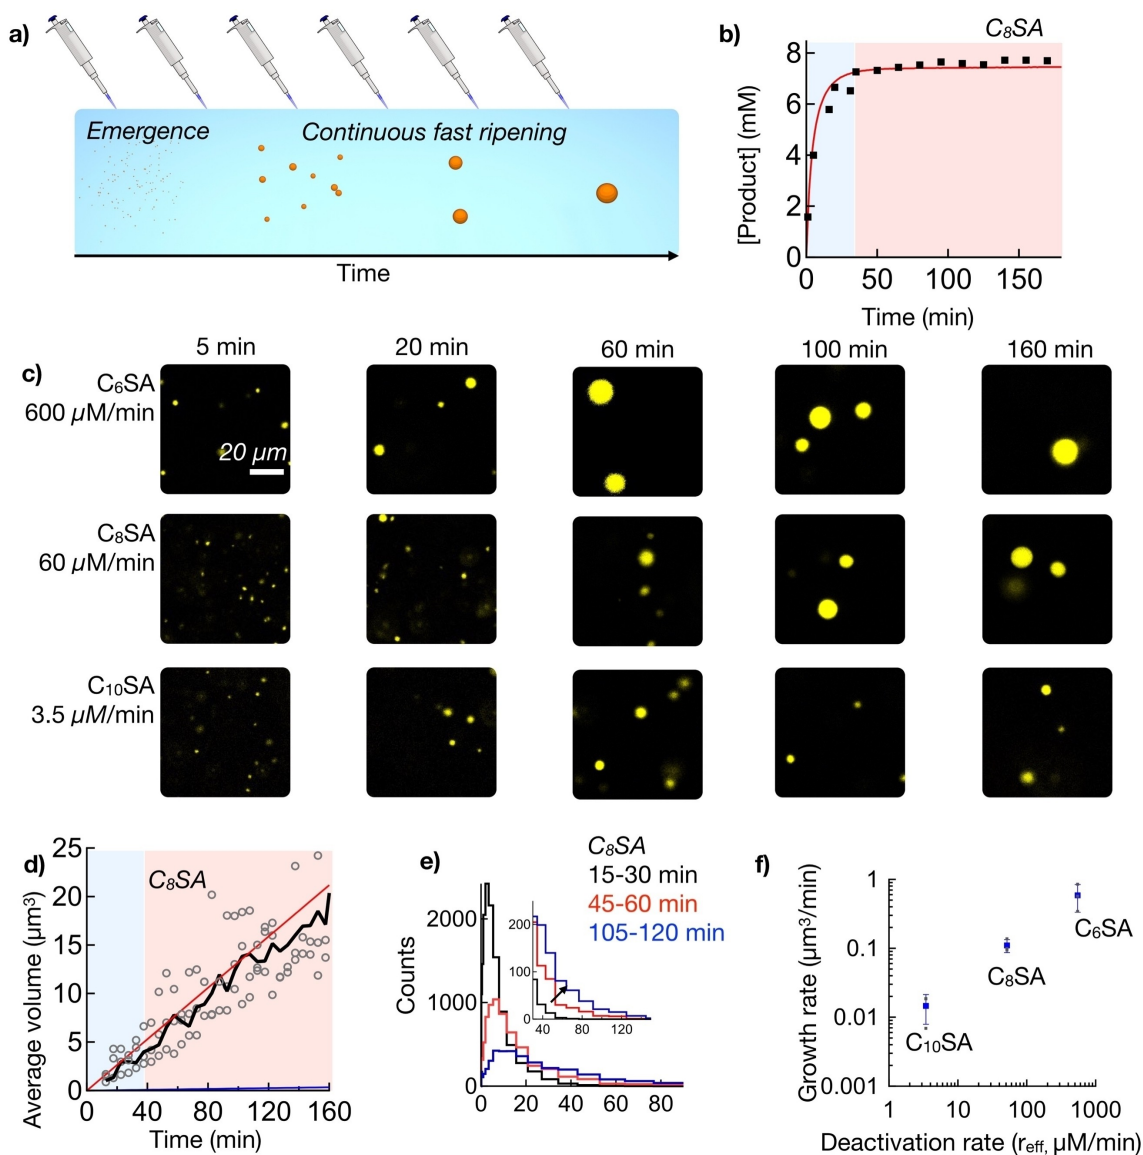 a)
Emergence
Continuous fast ripening
Time
b)
C₈SA
[Product] (mM)
8
6
4
2
0
0 50 100 150
Time (min)
c)
5 min 20 min 60 min 100 min 160 min
C₆SA
600 µM/min
20 µm
C₈SA
60 µM/min
C₁₀SA
3.5 µM/min
d)
C₈SA
Average volume (µm³)
25
20
15
10
5
0
0 40 80 120 160
Time (min)
e)
C₈SA
15-30 min
45-60 min
105-120 min
Counts
2000
1000
0
0 20 40 60 80
200
100
0
40 80 120
f)
Growth rate (µm³/min)
1
0.1
0.01
0.001
C₆SA
C₈SA
C₁₀SA
1 10 100 1000
Deactivation rate (r_eff, µM/min)